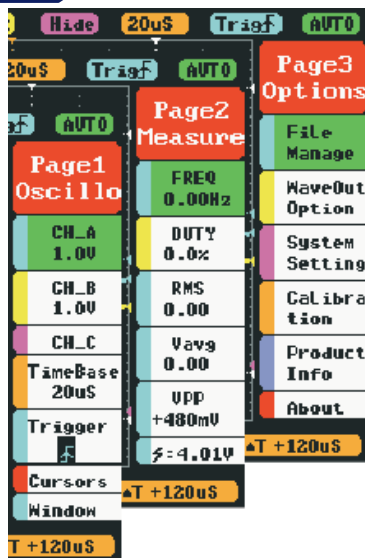 Hide
20uS
Trig
AUTO
20uS
Trig
AUTO
AUTO
Page1
Oscillo
CH_A
1.0V
CH_B
1.0V
CH_C
TimeBase
20uS
Trigger
Cursors
Window
T +120uS
Page2
Measure
FREQ
0.00Hz
DUTY
0.0%
RMS
0.00
Vavg
0.00
VPP
+480mV
⚡:4.01V
▲T +120uS
Page3
Options
File
Manage
WaveOut
Option
System
Setting
Calibra
tion
Product
Info
About
▲T +120uS